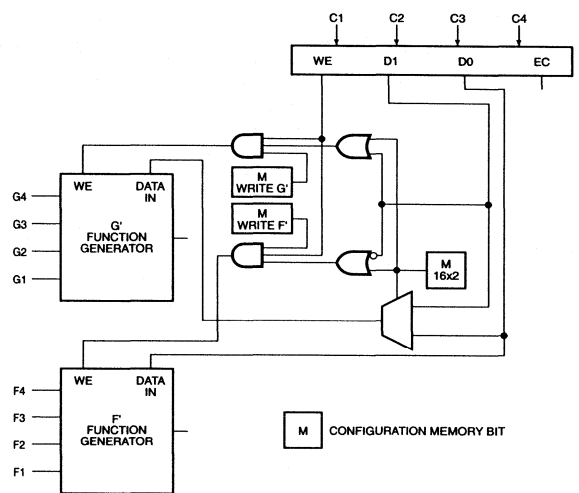 C1 C2 C3 C4
WE D1 D0 EC
M
WRITE G'
M
WRITE F'
WE DATA
IN
G4
G3
G2
G1
G'
FUNCTION
GENERATOR
M
16x2
WE DATA
IN
F4
F3
F2
F1
F'
FUNCTION
GENERATOR
M CONFIGURATION MEMORY BIT